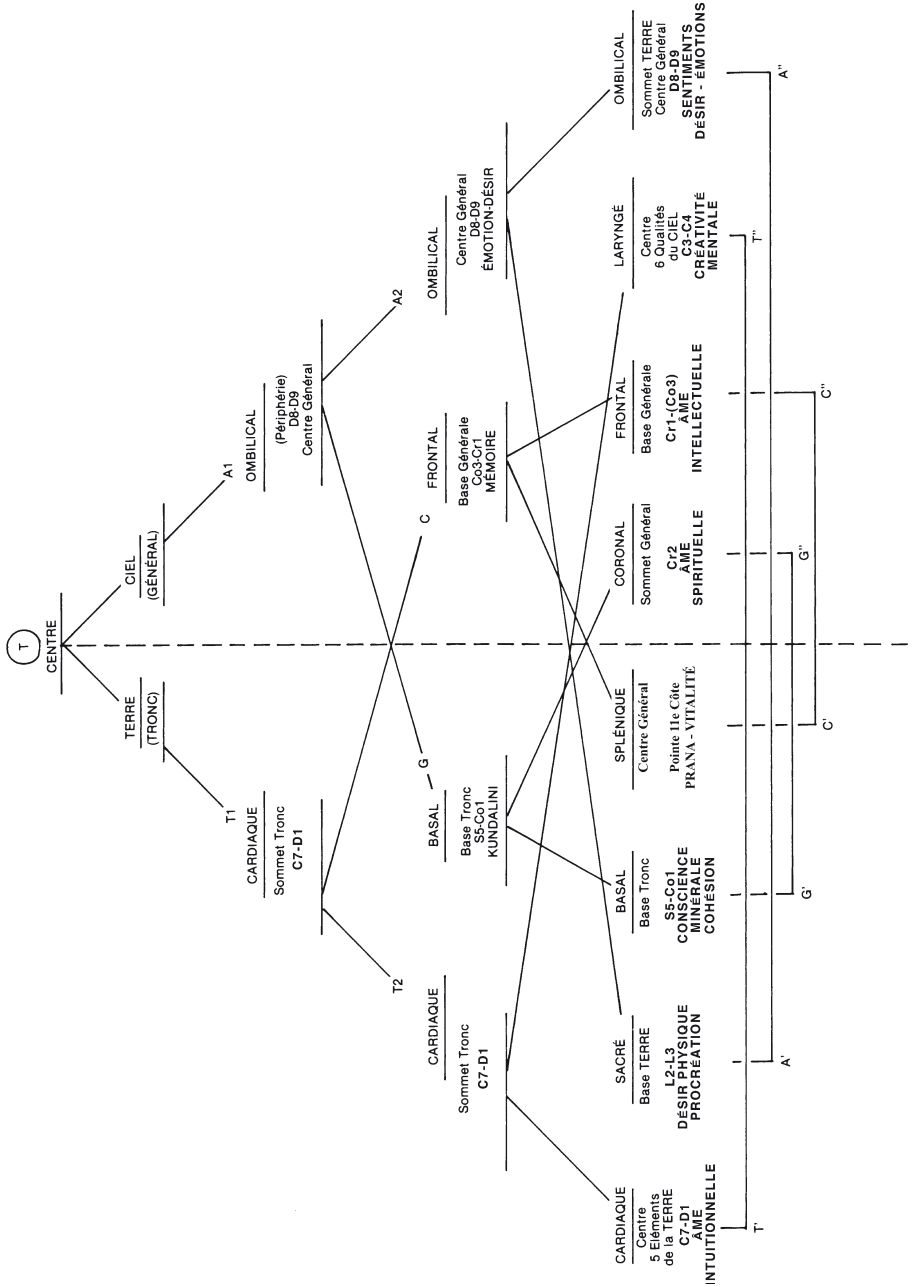 T
CENTRE
TERRE
(TRONC)
CIEL
(GÉNÉRAL)
T1
A1
CARDIAQUE
Sommet Tronc
C7-D1
OMBILICAL
(Périphérie)
D8-D9
Centre Général
T2
G
C
A2
CARDIAQUE
Sommet Tronc
C7-D1
BASAL
Base Tronc
S5-Co1
KUNDALINI
FRONTAL
Base Générale
Co3-Cr1
MÉMOIRE
OMBILICAL
Centre Général
D8-D9
ÉMOTION-DÉSIR
CARDIAQUE
Centre
5 Eléments
de la TERRE
C7-D1
ÂME
INTUITIONNELLE
SACRÉ
Base TERRE
L2-L3
DÉSIR PHYSIQUE
PROCRÉATION
BASAL
Base Tronc
S5-Co1
CONSCIENCE
MINÉRALE
COHÉSION
SPLÉNIQUE
Centre Général
Pointe 11e Côte
PRANA - VITALITÉ
CORONAL
Sommet Général
Cr2
ÂME
SPIRITUELLE
FRONTAL
Base Générale
Cr1-(Co3)
ÂME
INTELLECTUELLE
LARYNGÉ
Centre
6 Qualités
du CIEL
C3-C4
CRÉATIVITÉ
MENTALE
OMBILICAL
Sommet TERRE
Centre Général
D8-D9
SENTIMENTS
DÉSIR - ÉMOTIONS
T'
A'
G'
C'
G"
C"
T"
A"